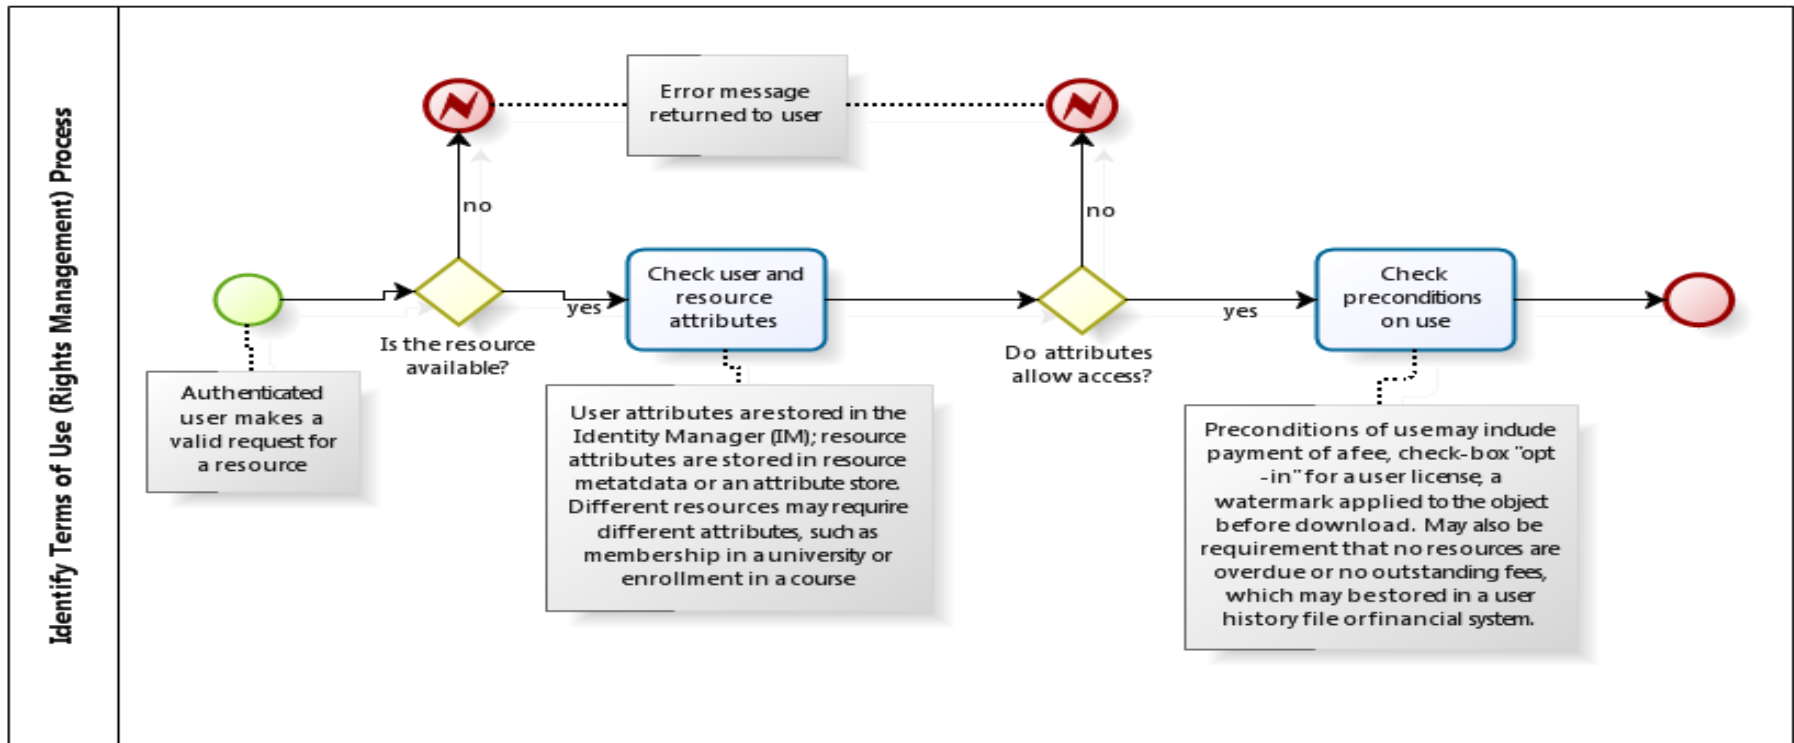 Identify Terms of Use (Rights Management) Process
Error message
returned to user
no
no
Check user and
resource
attributes
Check
preconditions
on use
yes
yes
Is the resource
available?
Do attributes
allow access?
Authenticated
user makes a
valid request for
a resource
User attributes are stored in the
Identity Manager (IM); resource
attributes are stored in resource
metatdata or an attribute store.
Different resources may requrire
different attributes, such as
membership in a university or
enrollment in a course
Preconditions of use may include
payment of a fee, check-box "opt
-in" for a user license, a
watermark applied to the object
before download. May also be
requirement that no resources are
overdue or no outstanding fees,
which may be stored in a user
history file or financial system.